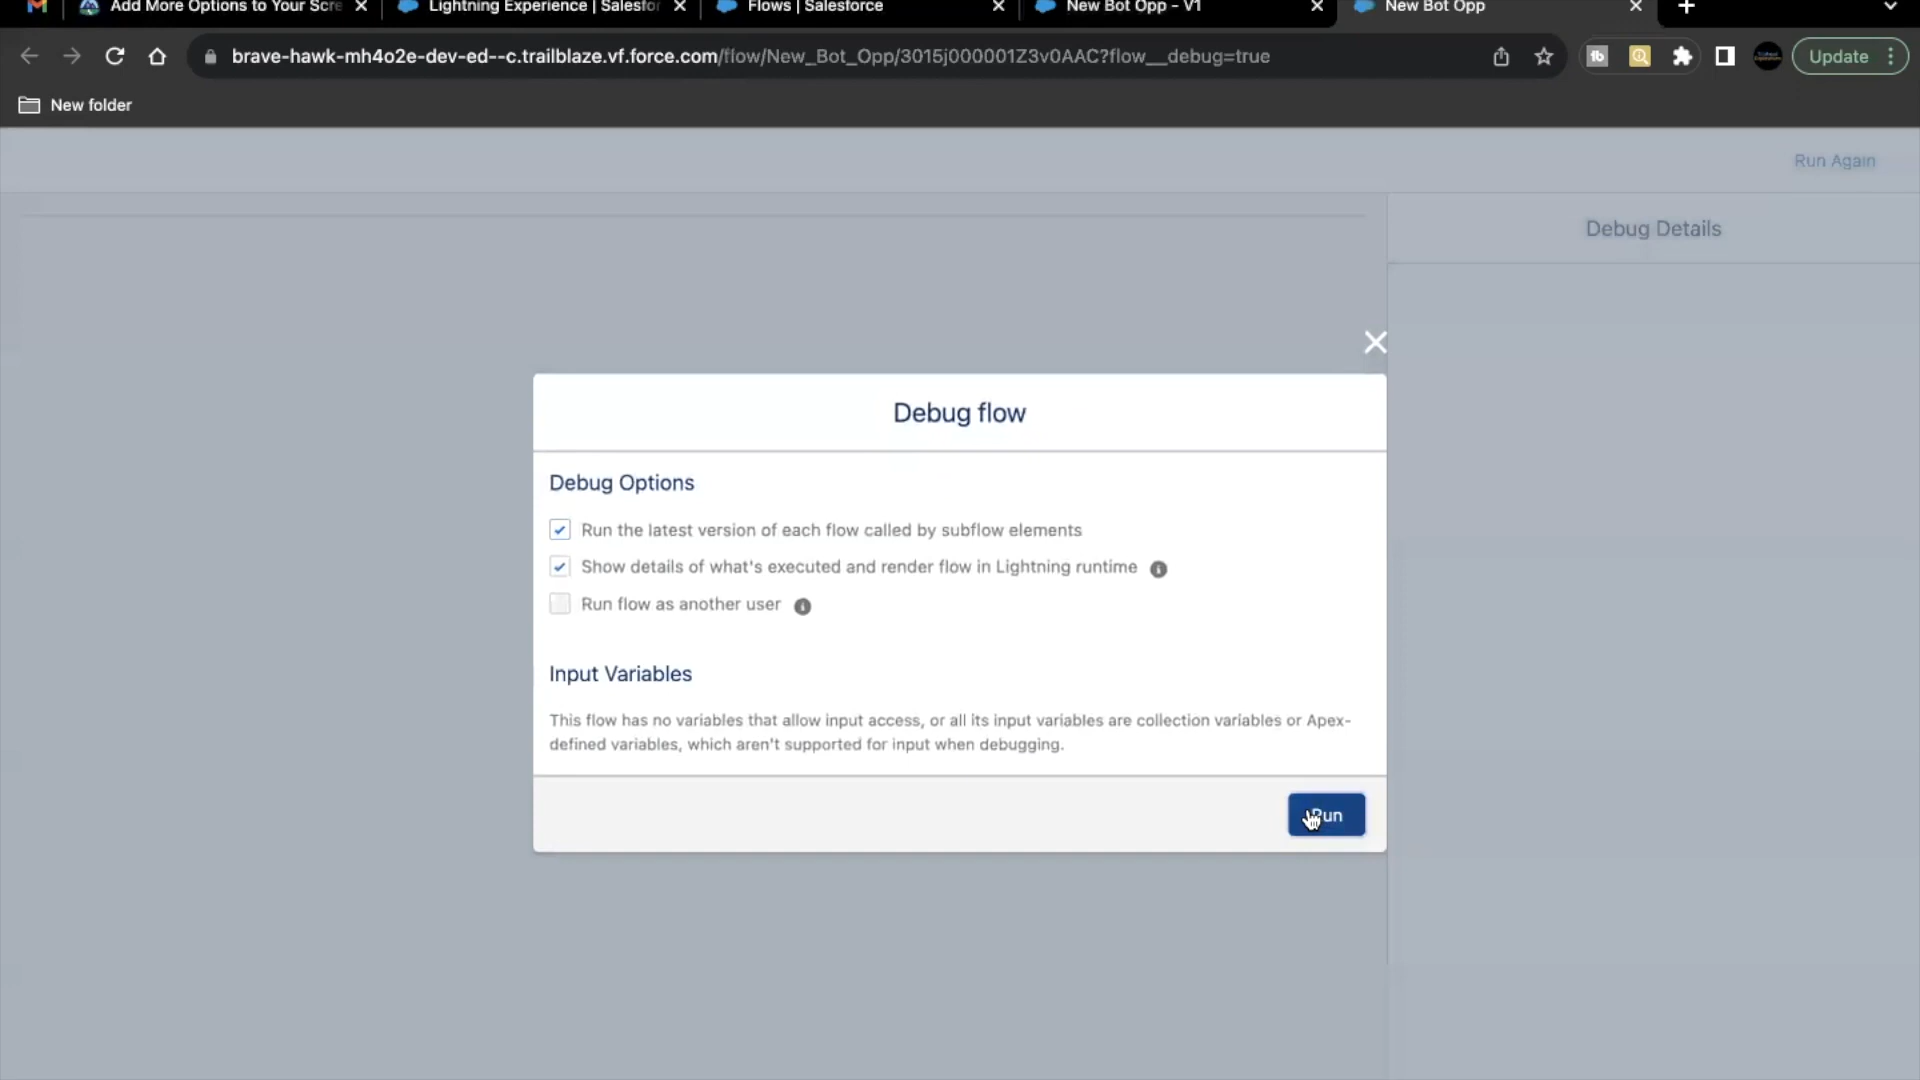 Add More Options to Your Scre
Lightning Experience | Salesfor
Flows | Salesforce
New Bot Opp - V1
New Bot Opp
brave-hawk-mh4o2e-dev-ed--c.trailblaze.vf.force.com/flow/New_Bot_Opp/3015j000001Z3v0AAC?flow__debug=true
Update
New folder
Run Again
Debug Details
Debug flow
Debug Options
Run the latest version of each flow called by subflow elements
Show details of what's executed and render flow in Lightning runtime
Run flow as another user
Input Variables
This flow has no variables that allow input access, or all its input variables are collection variables or Apex-
defined variables, which aren't supported for input when debugging.
Run